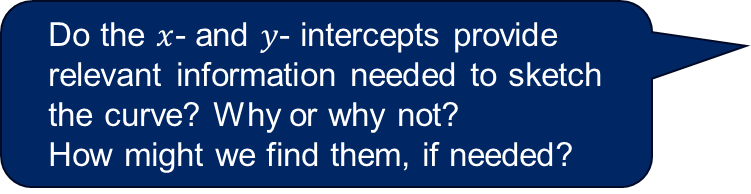 Do the 𝑥- and 𝑦- intercepts provide
relevant information needed to sketch
the curve? Why or why not?
How might we find them, if needed?